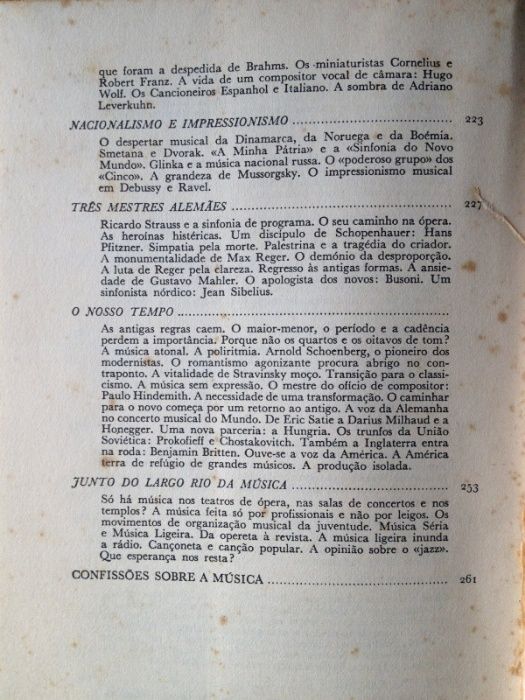 que foram a despedida de Brahms. Os miniaturistas Cornelius e
Robert Franz. A vida de um compositor vocal de câmara: Hugo
Wolf. Os Cancioneiros Espanhol e Italiano. A sombra de Adriano
Leverkuhn.
NACIONALISMO E IMPRESSIONISMO ........................ 223
O despertar musical da Dinamarca, da Noruega e da Boémia.
Smetana e Dvorak. «A Minha Pátria» e a «Sinfonia do Novo
Mundo». Glinka e a música nacional russa. O «poderoso grupo» dos
«Cinco». A grandeza de Mussorgsky. O impressionismo musical
em Debussy e Ravel.
TRÊS MESTRES ALEMÃES ........................ 227
Ricardo Strauss e a sinfonia de programa. O seu caminho na ópera.
As heroínas histéricas. Um discípulo de Schopenhauer: Hans
Pfitzner. Simpatia pela morte. Palestrina e a tragédia do criador.
A monumentalidade de Max Reger. O demónio da desproporção.
A luta de Reger pela clareza. Regresso às antigas formas. A ansie-
dade de Gustavo Mahler. O apologista dos novos: Busoni. Um
sinfonista nórdico: Jean Sibelius.
O NOSSO TEMPO ........................
As antigas regras caem. O maior-menor, o período e a cadência
perdem a importância. Porque não os quartos e os oitavos de tom?
A música atonal. A poliritmia. Arnold Schoenberg, o pioneiro dos
modernistas. O romantismo agonizante procura abrigo no con-
traponto. A vitalidade de Stravinsky moço. Transição para o classi-
cismo. A música sem expressão. O mestre do ofício de compositor:
Paulo Hindemith. A necessidade de uma transformação. O caminhar
para o novo começa por um retorno ao antigo. A voz da Alemanha
no concerto musical do Mundo. De Eric Satie a Darius Milhaud e a
Honegger. Uma nova parceria: a Hungria. Os trunfos da União
Soviética: Prokofieff e Chostakovitch. Também a Inglaterra entra
na roda: Benjamin Britten. Ouve-se a voz da América. A América
terra de refúgio de grandes músicos. A produção isolada.
JUNTO DO LARGO RIO DA MÚSICA ........................ 253
Só há música nos teatros de ópera, nas salas de concertos e nos
templos? A música feita só por profissionais e não por leigos. Os
movimentos de organização musical da juventude. Música Séria
e Música Ligeira. Da opereta à revista. A música ligeira inunda
a rádio. Cançoneta e canção popular. A opinião sobre o «jazz».
Que esperança nos resta?
CONFISSÕES SOBRE A MÚSICA ........................ 261